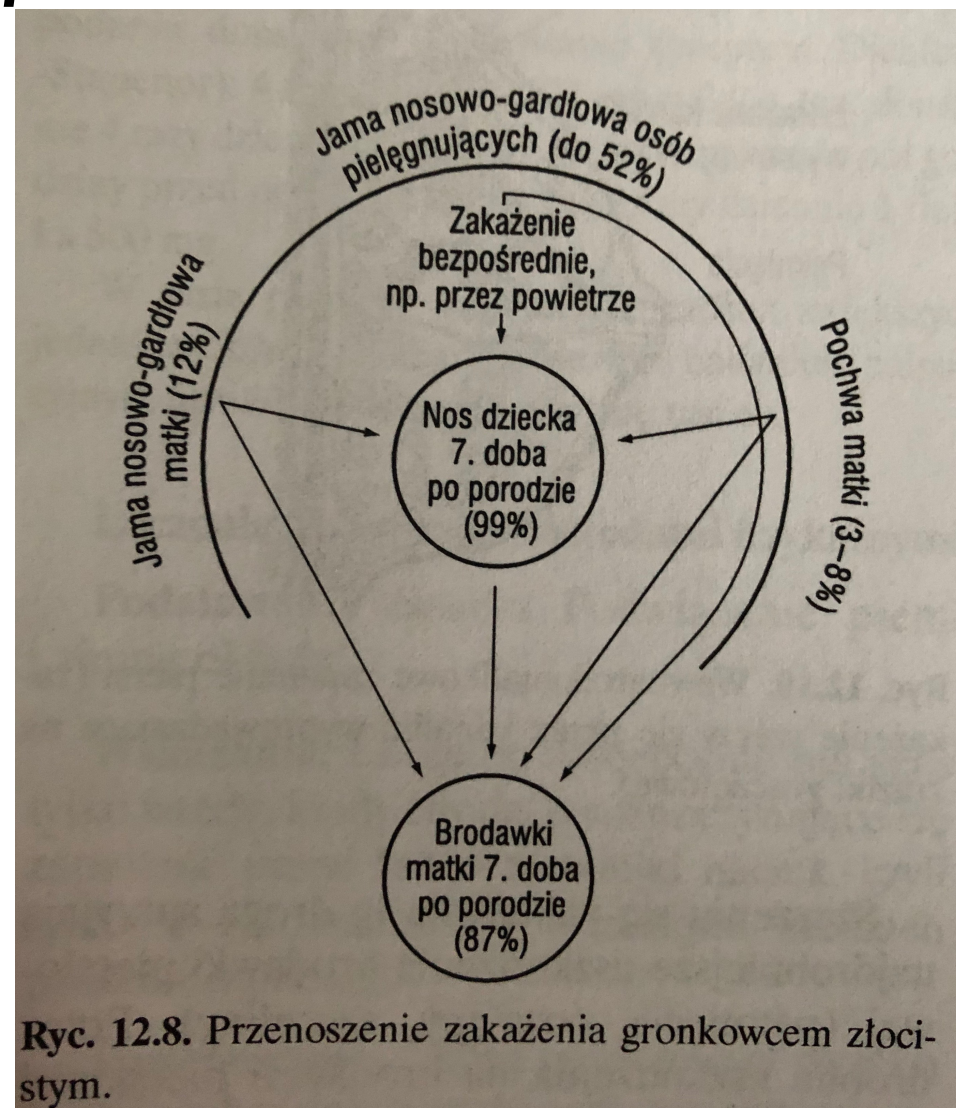 Jama nosowo-gardłowa osób
pielęgnujących (do 52%)
Zakażenie
bezpośrednie,
np. przez powietrze
Jama nosowo-gardłowa
matki (12%)
Nos dziecka
7. doba
po porodzie
(99%)
Pochwa matki (3–8%)
Brodawki
matki 7. doba
po porodzie
(87%)
Ryc. 12.8. Przenoszenie zakażenia gronkowcem złoci-
stym.